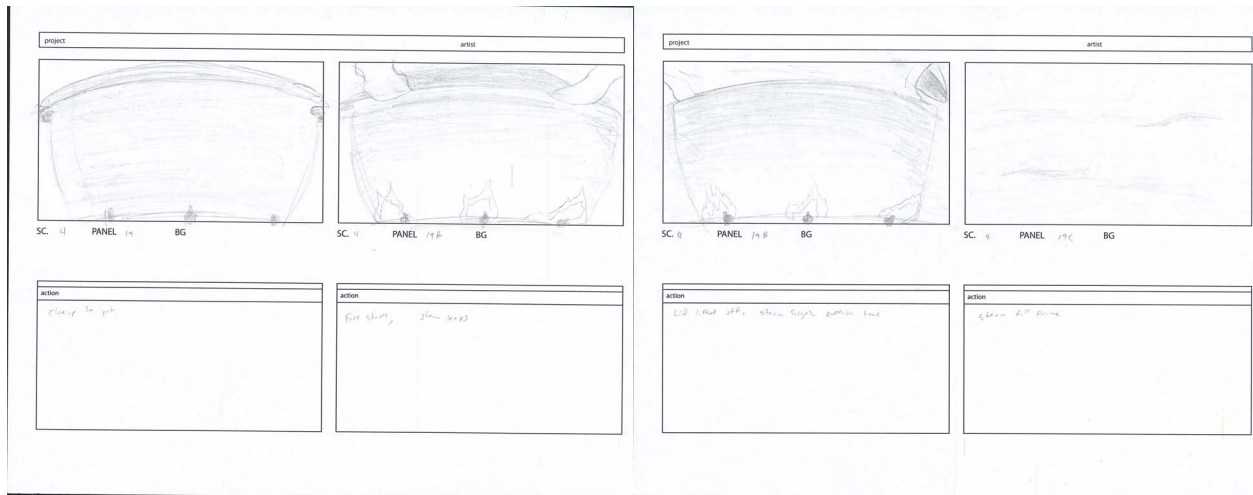 project artist
project artist
SC. 4 PANEL 19 BG
SC. 4 PANEL 19A BG
SC. 4 PANEL 19B BG
SC. 4 PANEL 19C BG
action
Closeup to pot
action
Fire starts, steam seeps
action
Lid lifted off. steam
action
steam fill frame